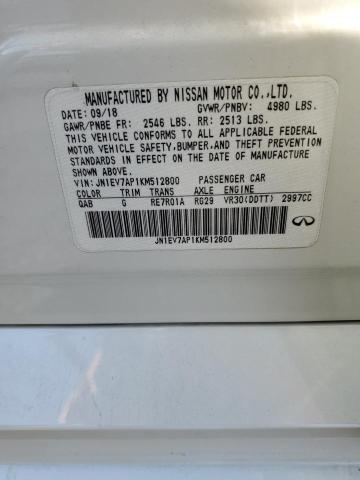 MANUFACTURED BY NISSAN MOTOR CO.,LTD.
DATE: 09/18 GVWR/PNBV: 4980 LBS.
GAWR/PNBE FR: 2546 LBS. RR: 2513 LBS.
THIS VEHICLE CONFORMS TO ALL APPLICABLE FEDERAL
MOTOR VEHICLE SAFETY,BUMPER,AND THEFT PREVENTION
STANDARDS IN EFFECT ON THE DATE OF MANUFACTURE
SHOWN ABOVE.
VIN: JN1EV7AP1KM512800 PASSENGER CAR
COLOR TRIM TRANS AXLE ENGINE
QAB G RE7R01A RG29 VR30(DDTT) 2997CC
JN1EV7AP1KM512800